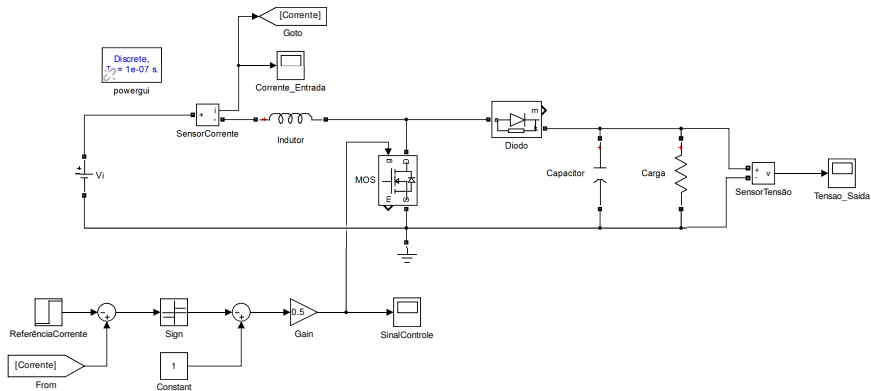 [Corrente]
Goto
Discrete,
= 1e-07 s.
powergui
Corrente_Entrada
+
i
-
SensorCorrente
Indutor
m
Diodo
g
D
MOS
m
S
+
Vi
+
Capacitor
+
Carga
+
-
v
SensorTensão
Tensao_Saida
ReferênciaCorrente
−
+
Sign
−
+
0.5
Gain
SinalControle
[Corrente]
From
1
Constant